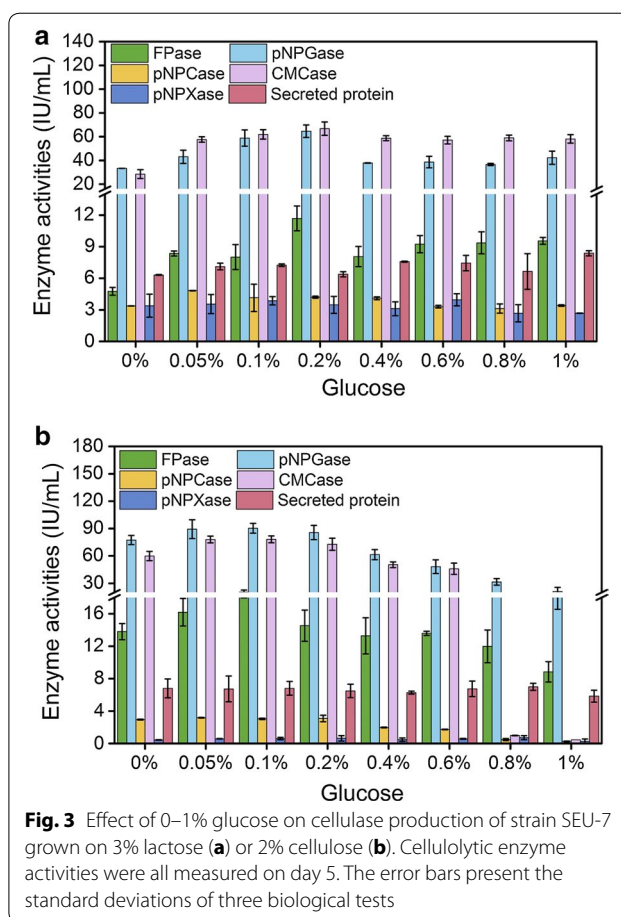 a
140
120
100
80
60
40
20
12
9
6
3
0
Enzyme activities (IU/mL)
FPase
pNPGase
pNPCase
CMCase
pNPXase
Secreted protein
0% 0.05% 0.1% 0.2% 0.4% 0.6% 0.8% 1%
Glucose
b
180
150
120
90
60
30
16
12
8
4
0
Enzyme activities (IU/mL)
FPase
pNPGase
pNPCase
CMCase
pNPXase
Secreted protein
0% 0.05% 0.1% 0.2% 0.4% 0.6% 0.8% 1%
Glucose
Fig. 3 Effect of 0–1% glucose on cellulase production of strain SEU-7
grown on 3% lactose (a) or 2% cellulose (b). Cellulolytic enzyme
activities were all measured on day 5. The error bars present the
standard deviations of three biological tests